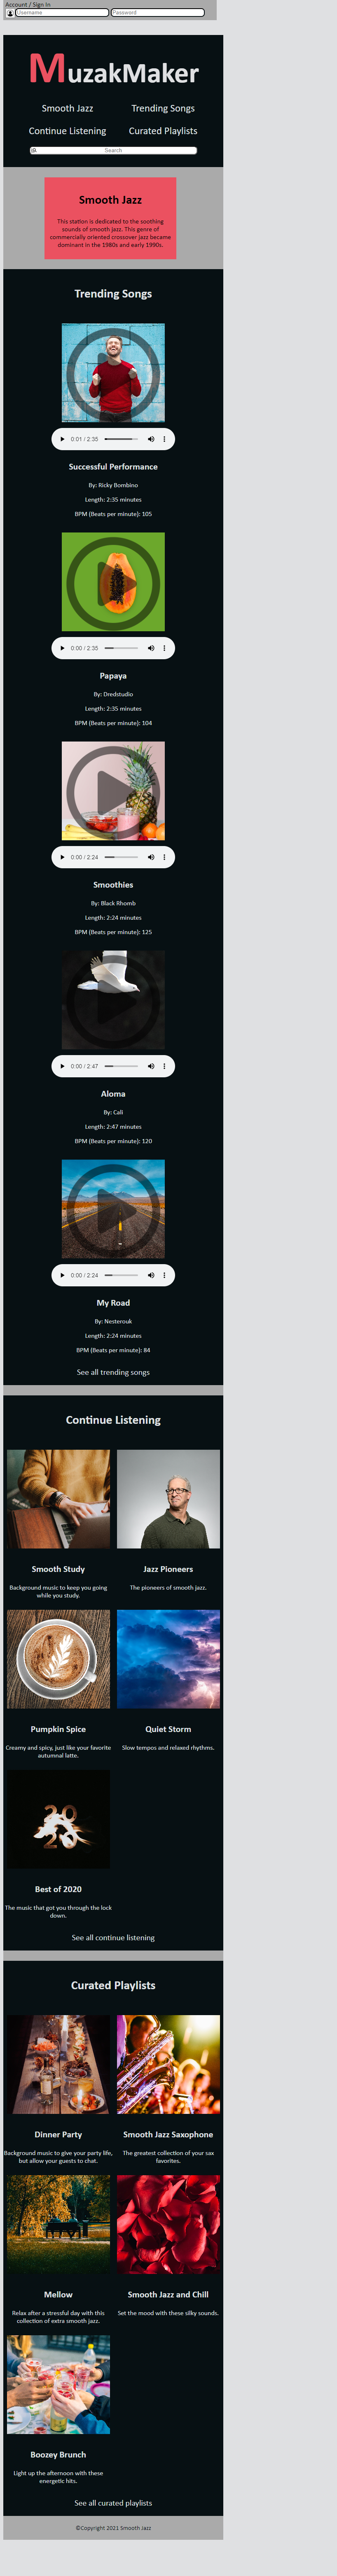 Account / Sign In
Username
Password
MuzakMaker
Smooth Jazz
Trending Songs
Continue Listening
Curated Playlists
Search
Smooth Jazz
This station is dedicated to the soothing
sounds of smooth jazz. This genre of
commercially oriented crossover jazz became
dominant in the 1980s and early 1990s.
Trending Songs
0:01 / 2:35
Successful Performance
By: Ricky Bombino
Length: 2:35 minutes
BPM (Beats per minute): 105
0:00 / 2:35
Papaya
By: Dredstudio
Length: 2:35 minutes
BPM (Beats per minute): 104
0:00 / 2:24
Smoothies
By: Black Rhomb
Length: 2:24 minutes
BPM (Beats per minute): 125
0:00 / 2:47
Aloma
By: Cali
Length: 2:47 minutes
BPM (Beats per minute): 120
0:00 / 2:24
My Road
By: Nesterouk
Length: 2:24 minutes
BPM (Beats per minute): 84
See all trending songs
Continue Listening
Smooth Study
Background music to keep you going
while you study.
Jazz Pioneers
The pioneers of smooth jazz.
Pumpkin Spice
Creamy and spicy, just like your favorite
autumnal latte.
Quiet Storm
Slow tempos and relaxed rhythms.
2020
Best of 2020
The music that got you through the lock
down.
See all continue listening
Curated Playlists
Dinner Party
Background music to give your party life,
but allow your guests to chat.
Smooth Jazz Saxophone
The greatest collection of your sax
favorites.
Mellow
Relax after a stressful day with this
collection of extra smooth jazz.
Smooth Jazz and Chill
Set the mood with these silky sounds.
Boozey Brunch
Light up the afternoon with these
energetic hits.
See all curated playlists
©Copyright 2021 Smooth Jazz